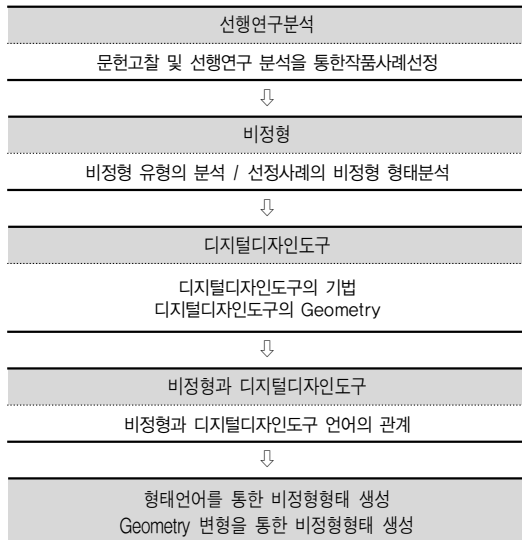 선행연구분석
문헌고찰 및 선행연구 분석을 통한작품사례선정
⇩
비정형
비정형 유형의 분석 / 선정사례의 비정형 형태분석
⇩
디지털디자인도구
디지털디자인도구의 기법
디지털디자인도구의 Geometry
⇩
비정형과 디지털디자인도구
비정형과 디지털디자인도구 언어의 관계
⇩
형태언어를 통한 비정형형태 생성
Geometry 변형을 통한 비정형형태 생성